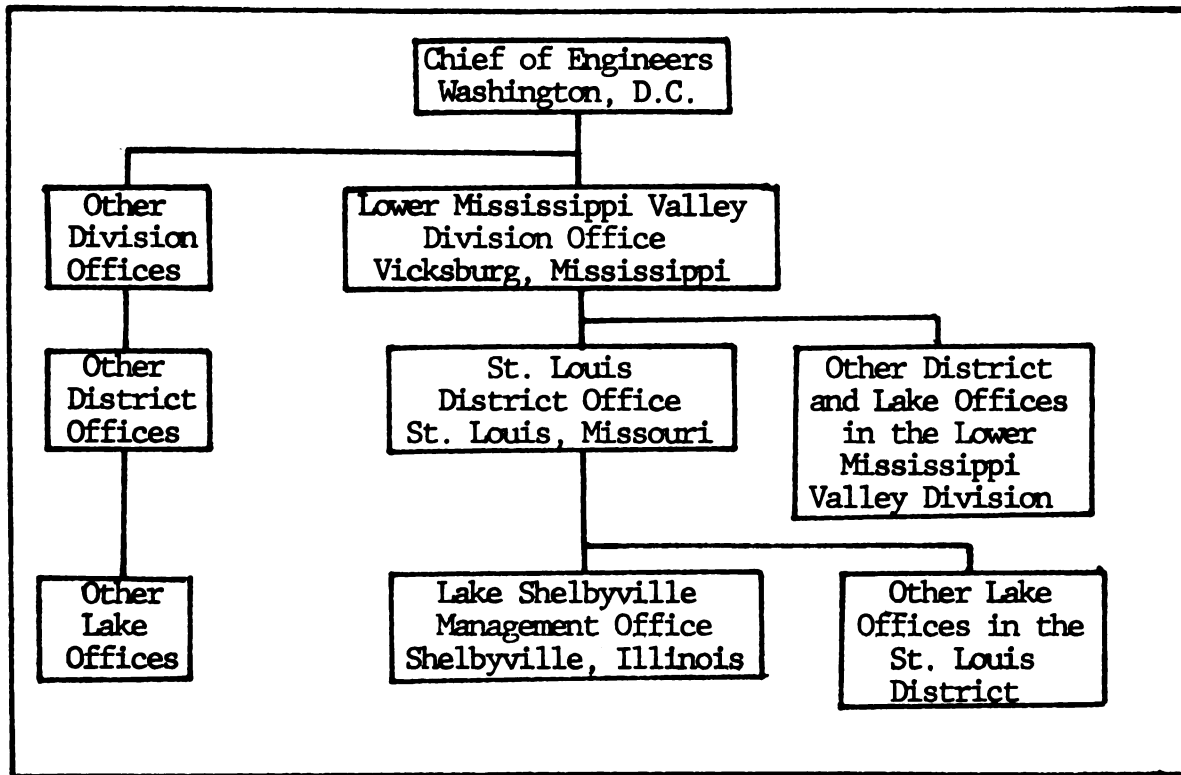 Chief of Engineers
Washington, D.C.
Other
Division
Offices
Lower Mississippi Valley
Division Office
Vicksburg, Mississippi
Other
District
Offices
St. Louis
District Office
St. Louis, Missouri
Other District
and Lake Offices
in the Lower
Mississippi
Valley Division
Other
Lake
Offices
Lake Shelbyville
Management Office
Shelbyville, Illinois
Other Lake
Offices in the
St. Louis
District